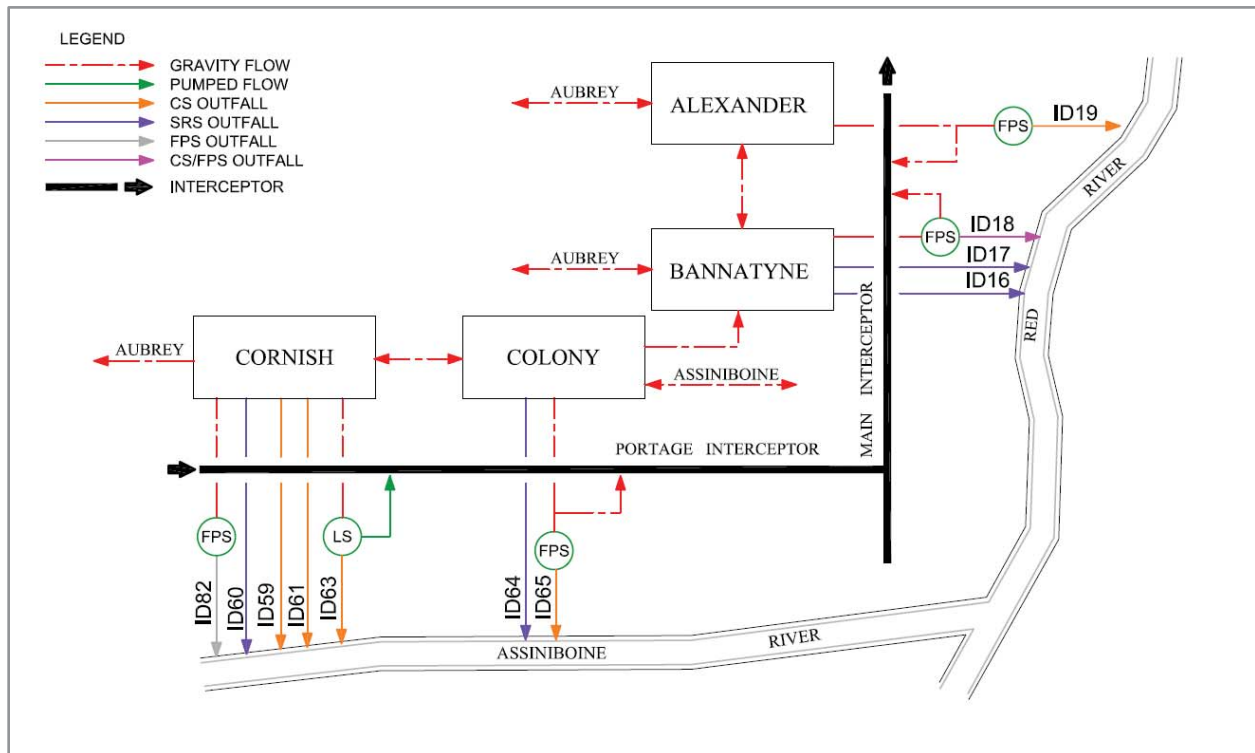 LEGEND
GRAVITY FLOW
PUMPED FLOW
CS OUTFALL
SRS OUTFALL
FPS OUTFALL
CS/FPS OUTFALL
INTERCEPTOR
AUBREY
ALEXANDER
FPS
ID19
RIVER
AUBREY
BANNATYNE
FPS
ID18
ID17
ID16
RED
MAIN INTERCEPTOR
AUBREY
CORNISH
COLONY
ASSINIBOINE
PORTAGE INTERCEPTOR
FPS
LS
FPS
ID82
ID60
ID59
ID61
ID63
ID64
ID65
ASSINIBOINE
RIVER